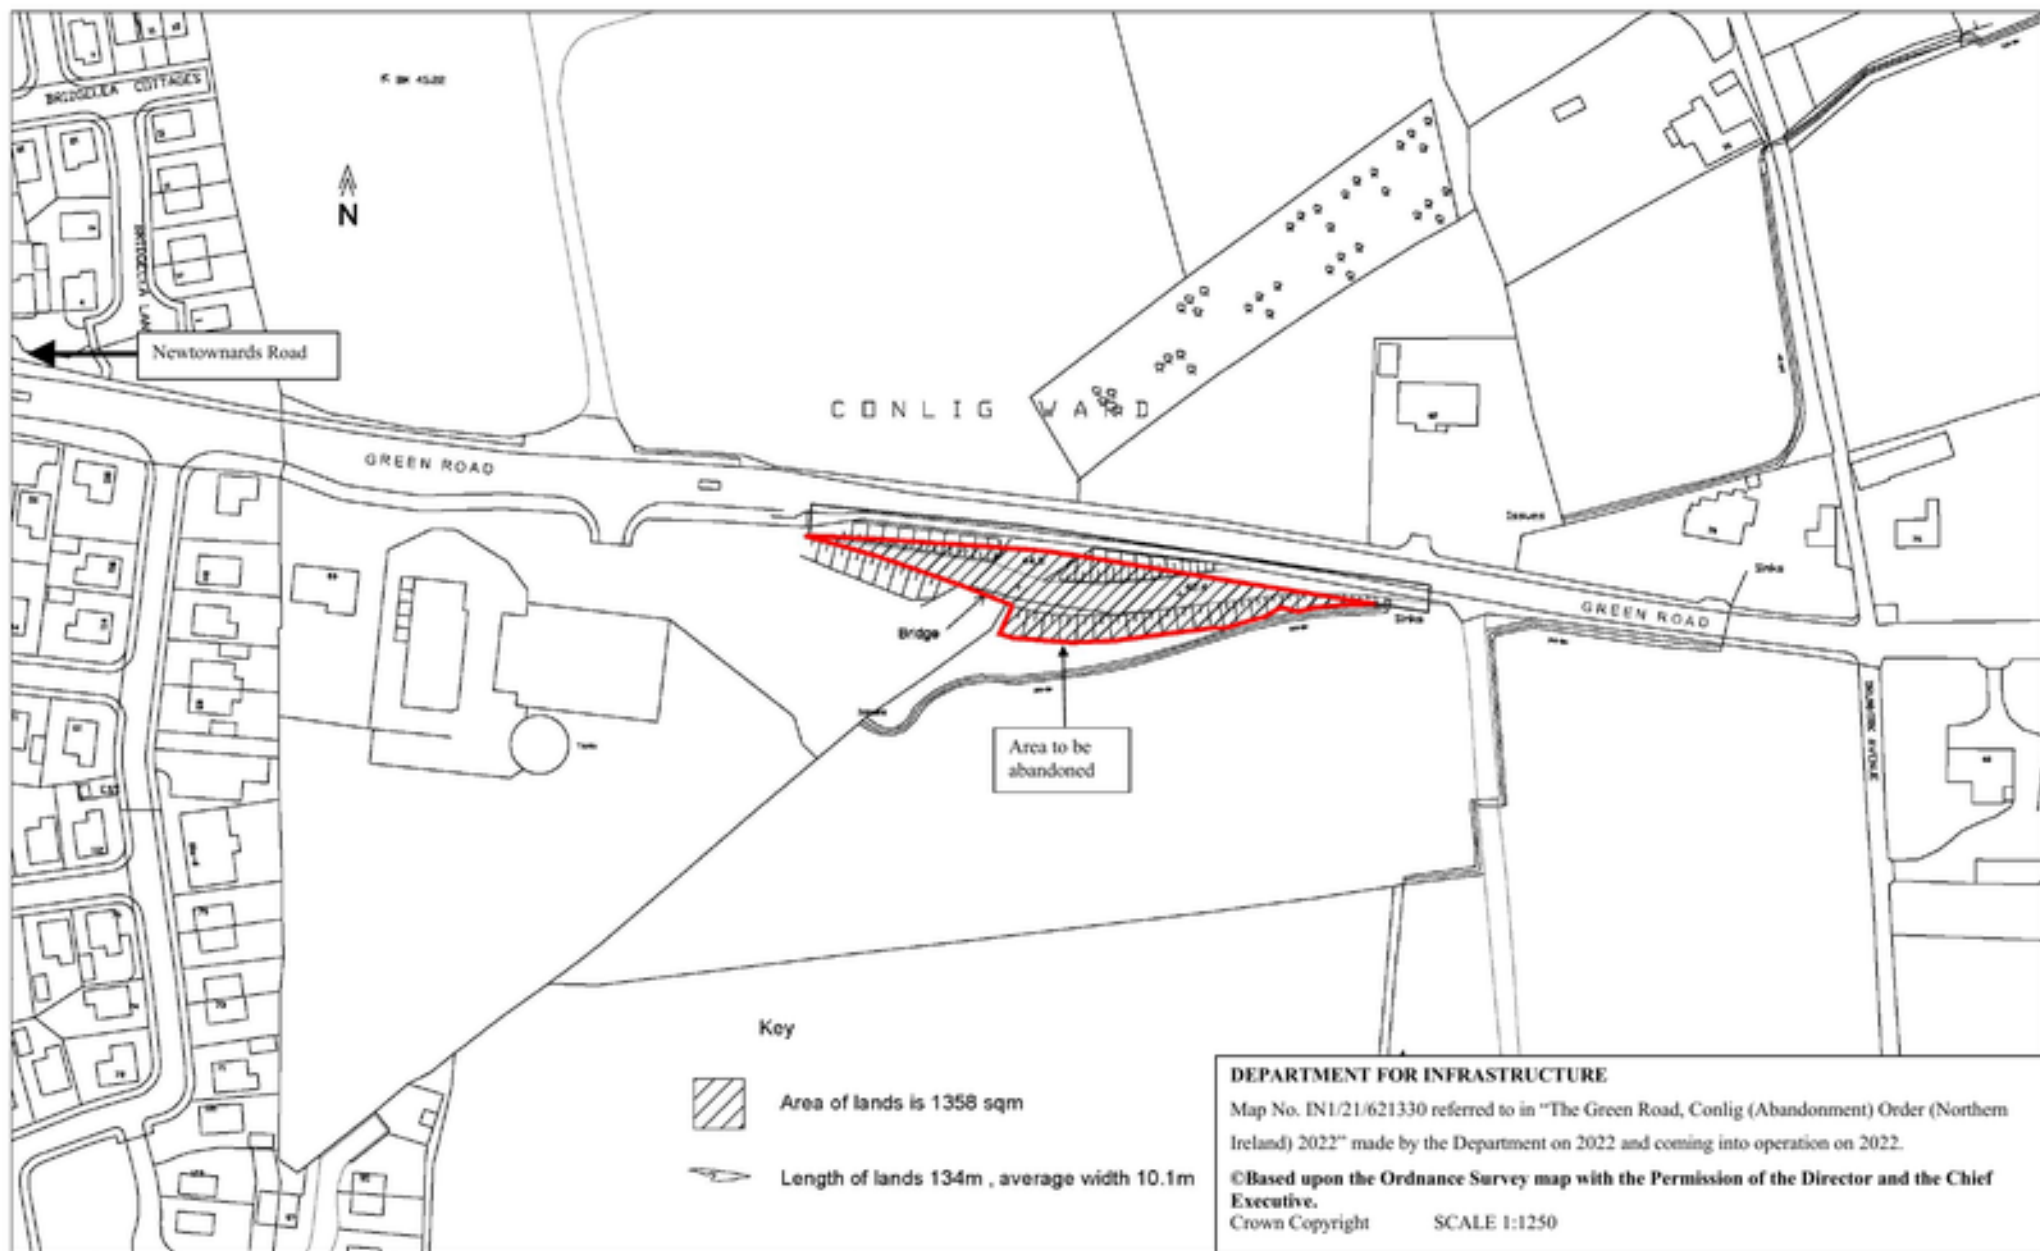 BRIDGELEA COTTAGES
N
Newtownards Road
CONLIG WARD
GREEN ROAD
Issues
Sinks
GREEN ROAD
Bridge
Sinks
Area to be
abandoned
Tank
Key
Area of lands is 1358 sqm
Length of lands 134m , average width 10.1m
DEPARTMENT FOR INFRASTRUCTURE
Map No. IN1/21/621330 referred to in “The Green Road, Conlig (Abandonment) Order (Northern
Ireland) 2022” made by the Department on 2022 and coming into operation on 2022.
©Based upon the Ordnance Survey map with the Permission of the Director and the Chief
Executive.
Crown Copyright SCALE 1:1250